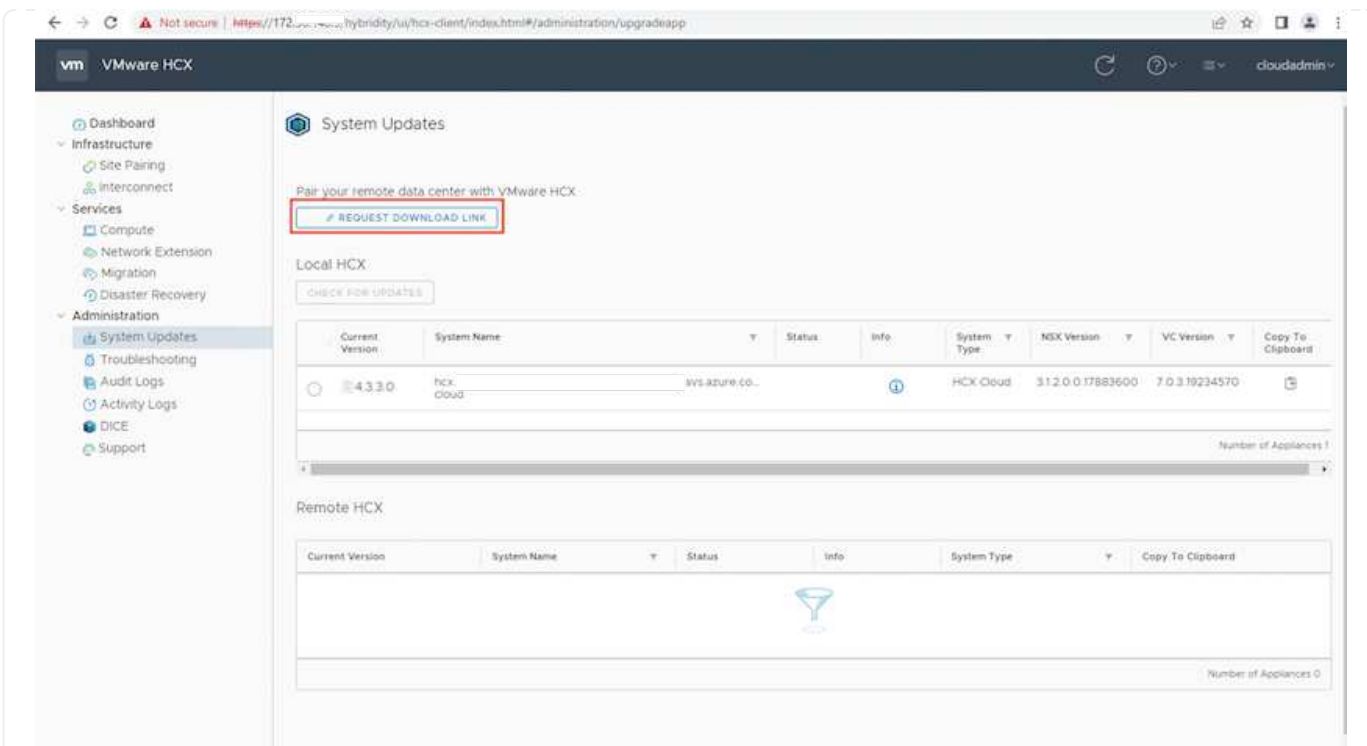 Not secure | https://172. hybridity/ui/hcx-client/index.html#/administration/upgradeapp
vm VMware HCX
cloudadmin
Dashboard
Infrastructure
Site Pairing
Interconnect
Services
Compute
Network Extension
Migration
Disaster Recovery
Administration
System Updates
Troubleshooting
Audit Logs
Activity Logs
DICE
Support
System Updates
Pair your remote data center with VMware HCX
REQUEST DOWNLOAD LINK
Local HCX
CHECK FOR UPDATES
Current Version System Name Status Info System Type NSX Version VC Version Copy To Clipboard
4.3.3.0 hcx. avs.azure.co... HCX Cloud 3.1.2.0.0.17883600 7.0.3.19234570
cloud
Number of Appliances 1
Remote HCX
Current Version System Name Status Info System Type Copy To Clipboard
Number of Appliances 0